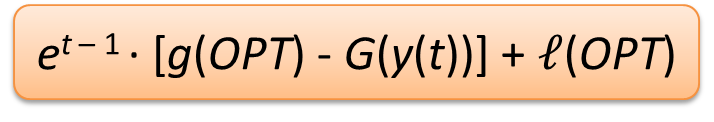 e^{t – 1} · [g(OPT) - G(y(t))] + ℓ(OPT)